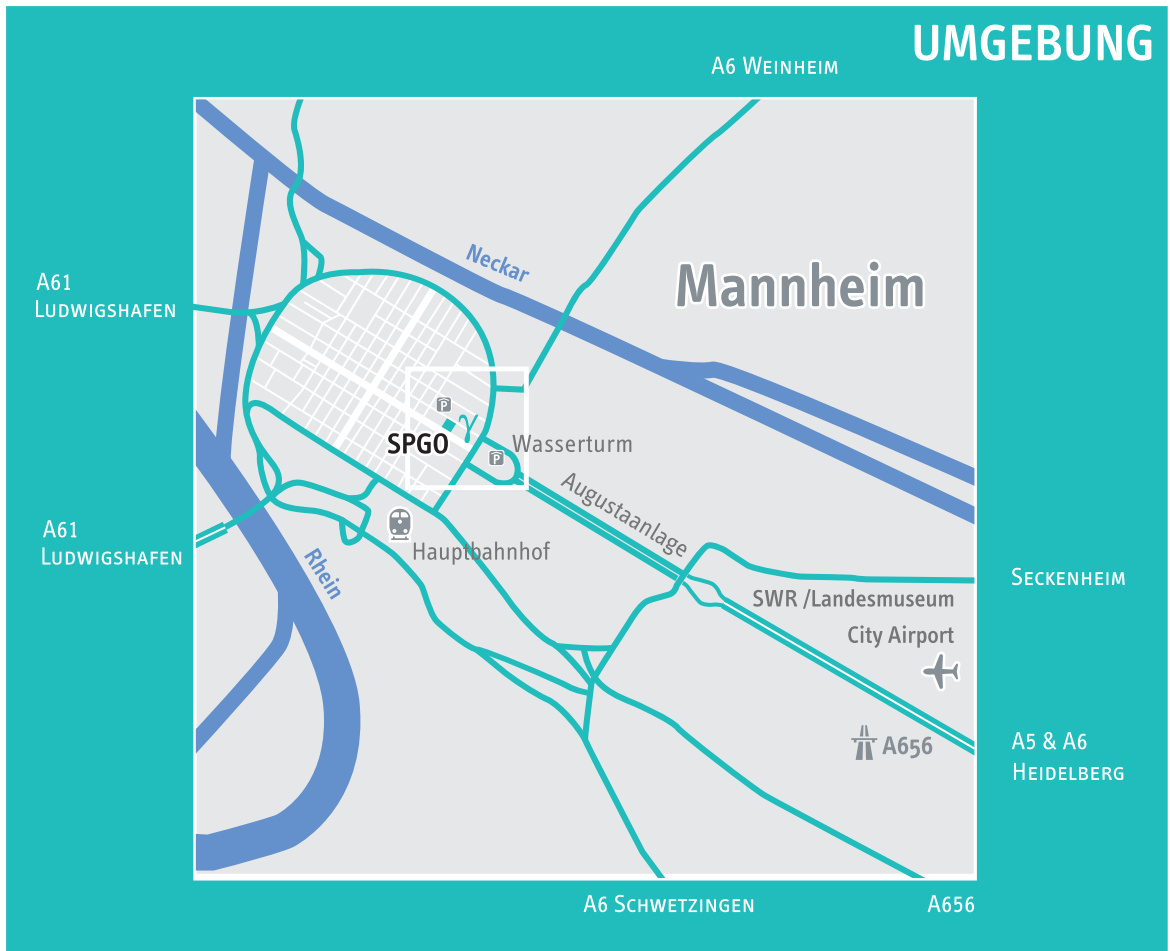 UMGEBUNG
A6 WEINHEIM
Neckar
A61
LUDWIGSHAFEN
Mannheim
P
γ
SPGO
Wasserturm
P
Augustaanlage
A61
LUDWIGSHAFEN
Hauptbahnhof
Rhein
SECKENHEIM
SWR /Landesmuseum
City Airport
A656
A5 & A6
HEIDELBERG
A6 SCHWETZINGEN
A656